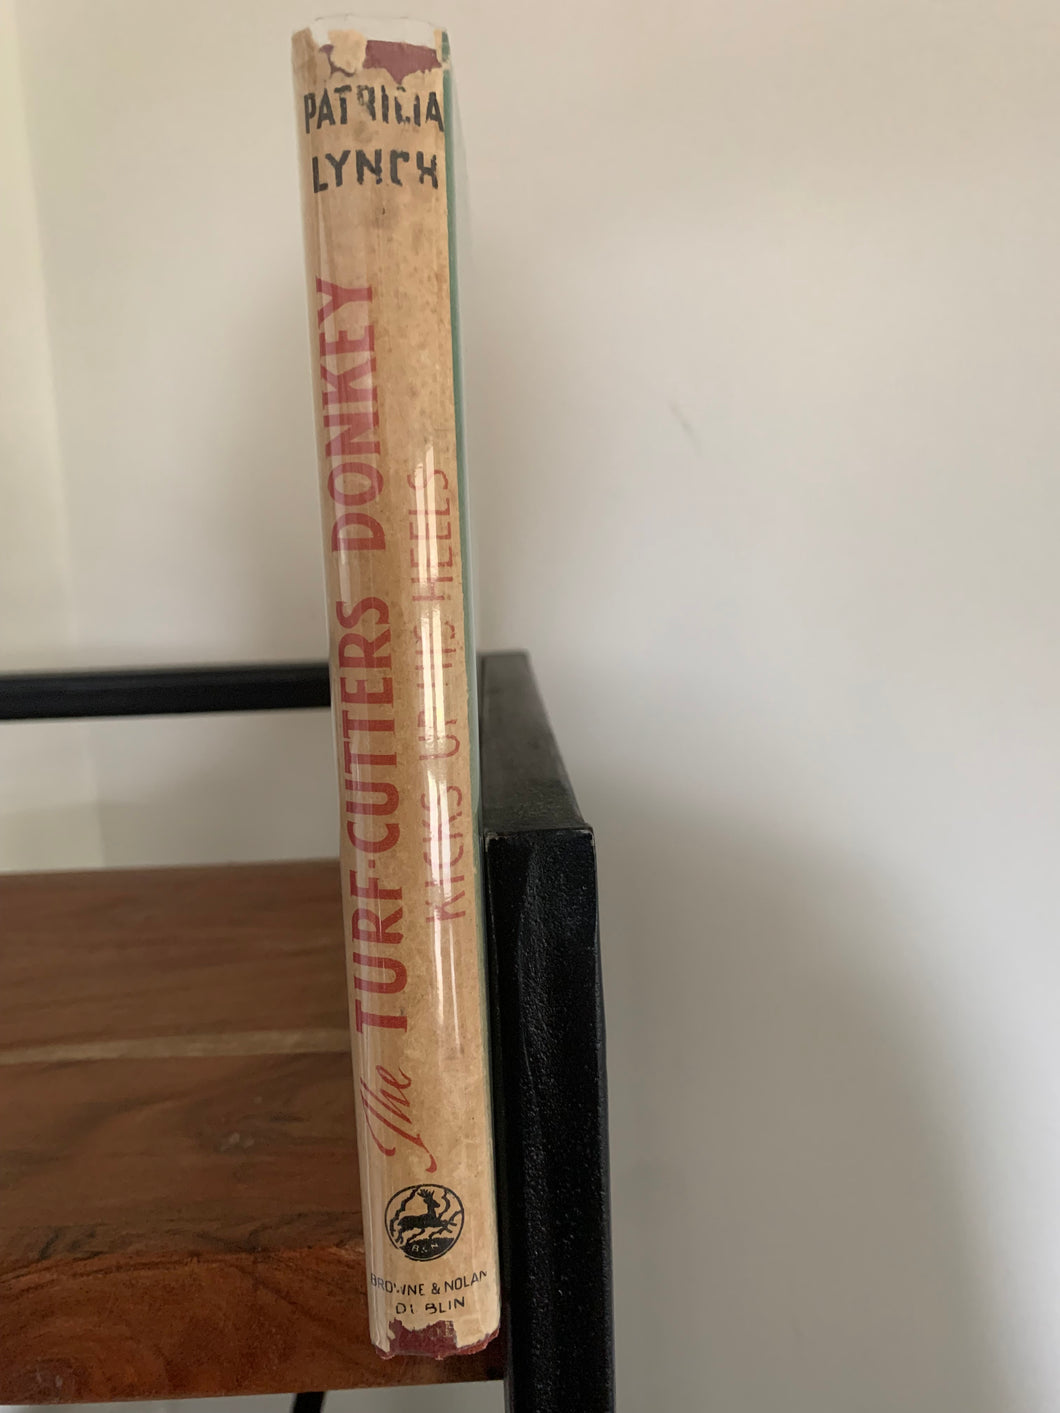 PATRICIA
LYNCH
The TURF-CUTTERS DONKEY
KICKS UP HIS HEELS
B & N
BROWNE & NOLAN
DUBLIN